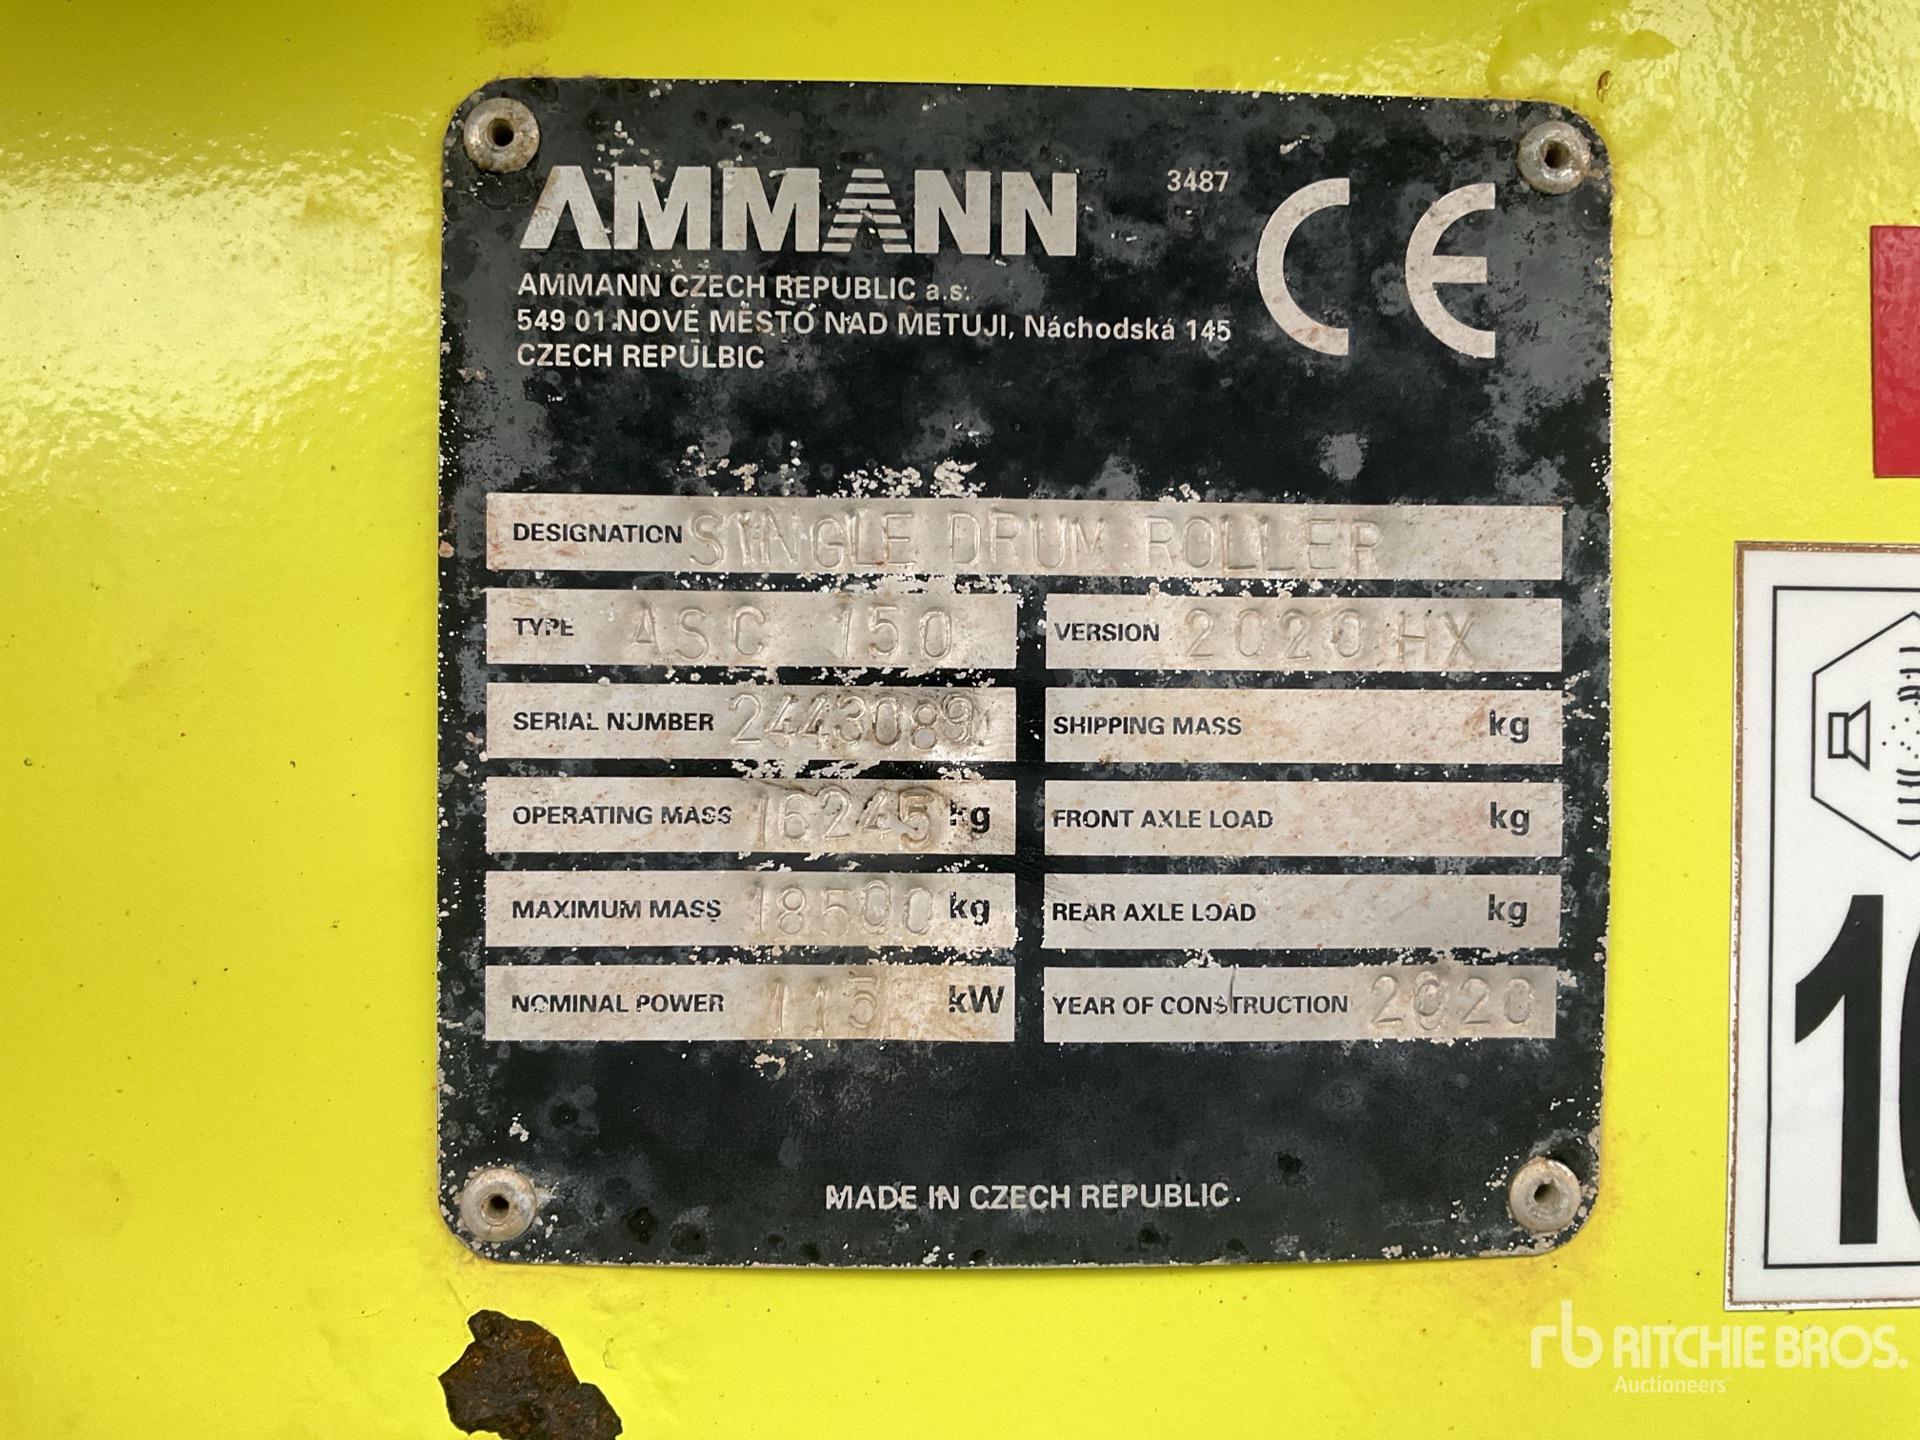 AMMANN
3487
CE
AMMANN CZECH REPUBLIC a.s.
549 01 NOVÉ MĚSTO NAD METUJI, Náchodská 145
CZECH REPULBIC
DESIGNATION SINGLE DRUM ROLLER
TYPE ASC 150
VERSION 2020 HX
SERIAL NUMBER 2443089
SHIPPING MASS kg
OPERATING MASS 16245 kg
FRONT AXLE LOAD kg
MAXIMUM MASS 18500 kg
REAR AXLE LOAD kg
NOMINAL POWER 115 kW
YEAR OF CONSTRUCTION 2020
MADE IN CZECH REPUBLIC
rb RITCHIE BROS.
Auctioneers